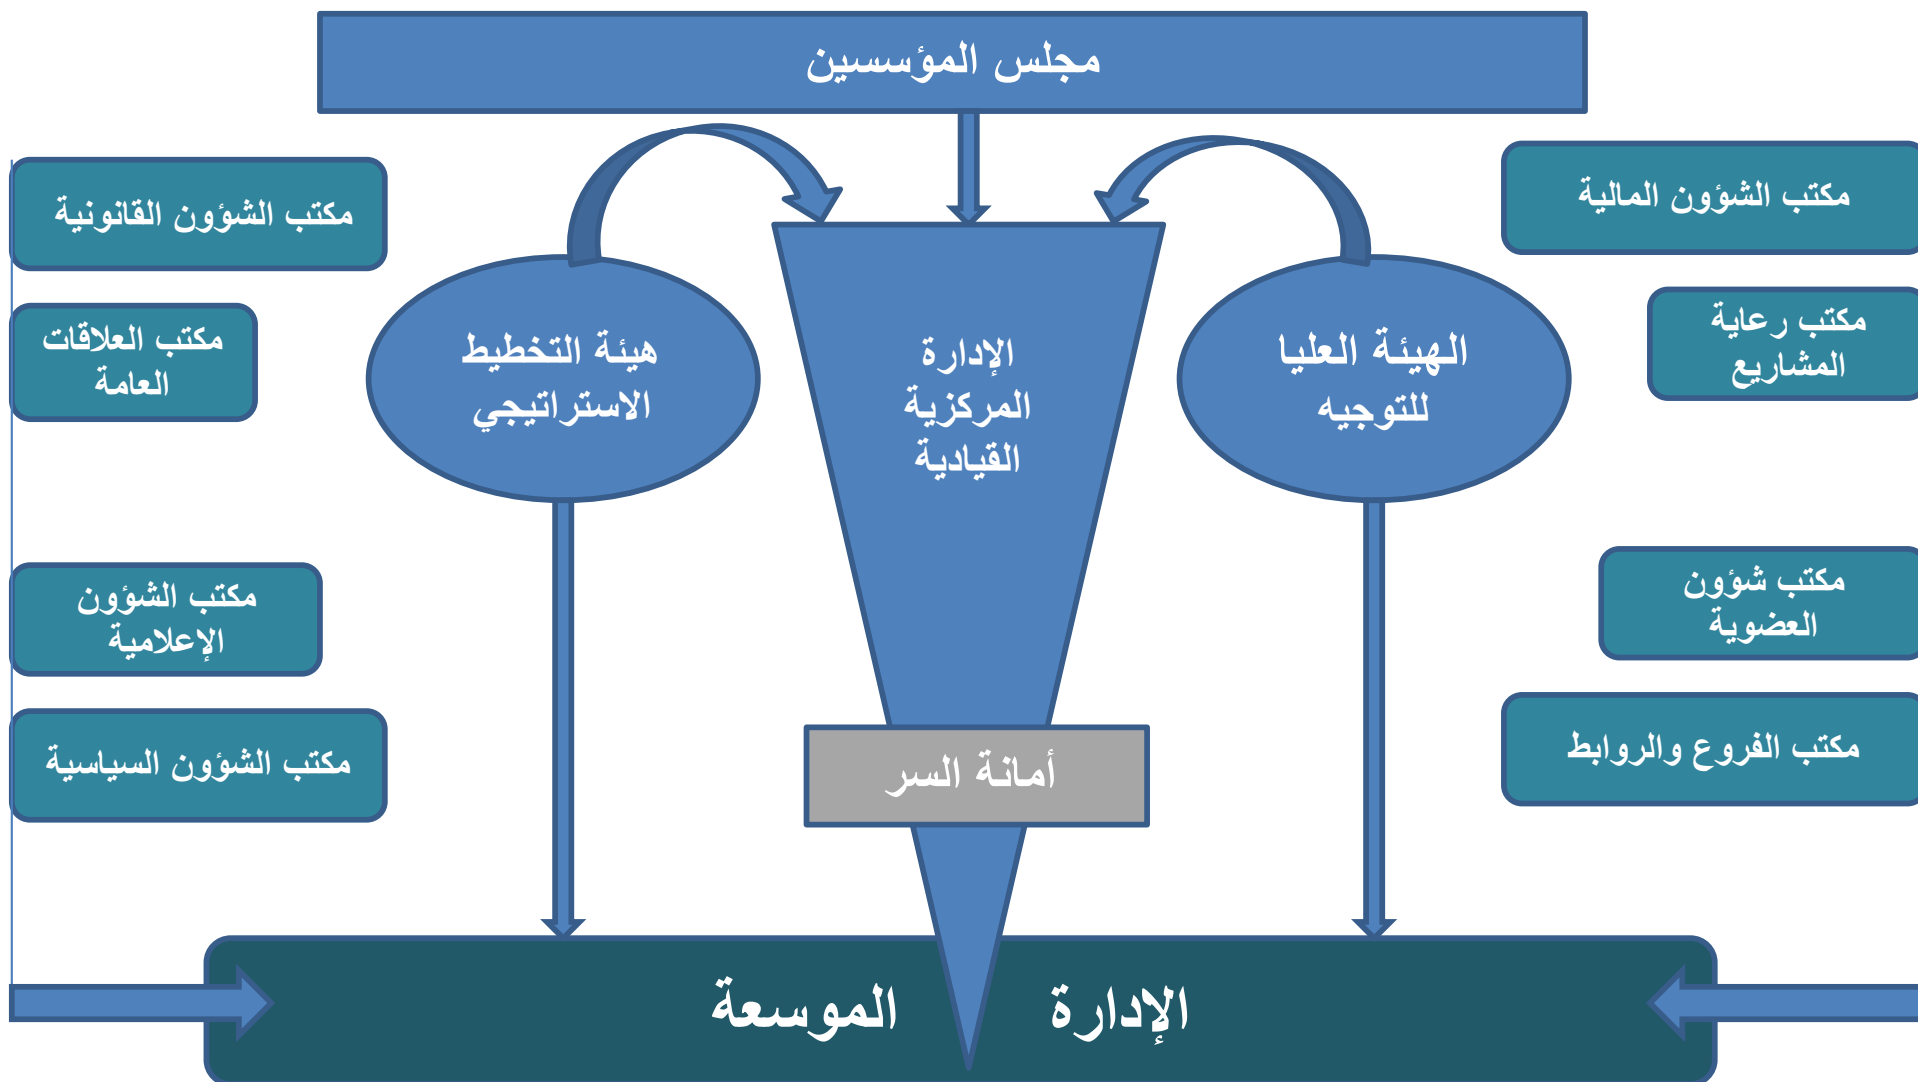 مجلس المؤسسين
مكتب الشؤون المالية
مكتب الشؤون القانونية
مكتب رعاية
المشاريع
الهيئة العليا
للتوجيه
الإدارة
المركزية
القيادية
هيئة التخطيط
الاستراتيجي
مكتب العلاقات
العامة
مكتب شؤون
العضوية
مكتب الشؤون
الإعلامية
مكتب الفروع والروابط
أمانة السر
مكتب الشؤون السياسية
الإدارة الموسعة